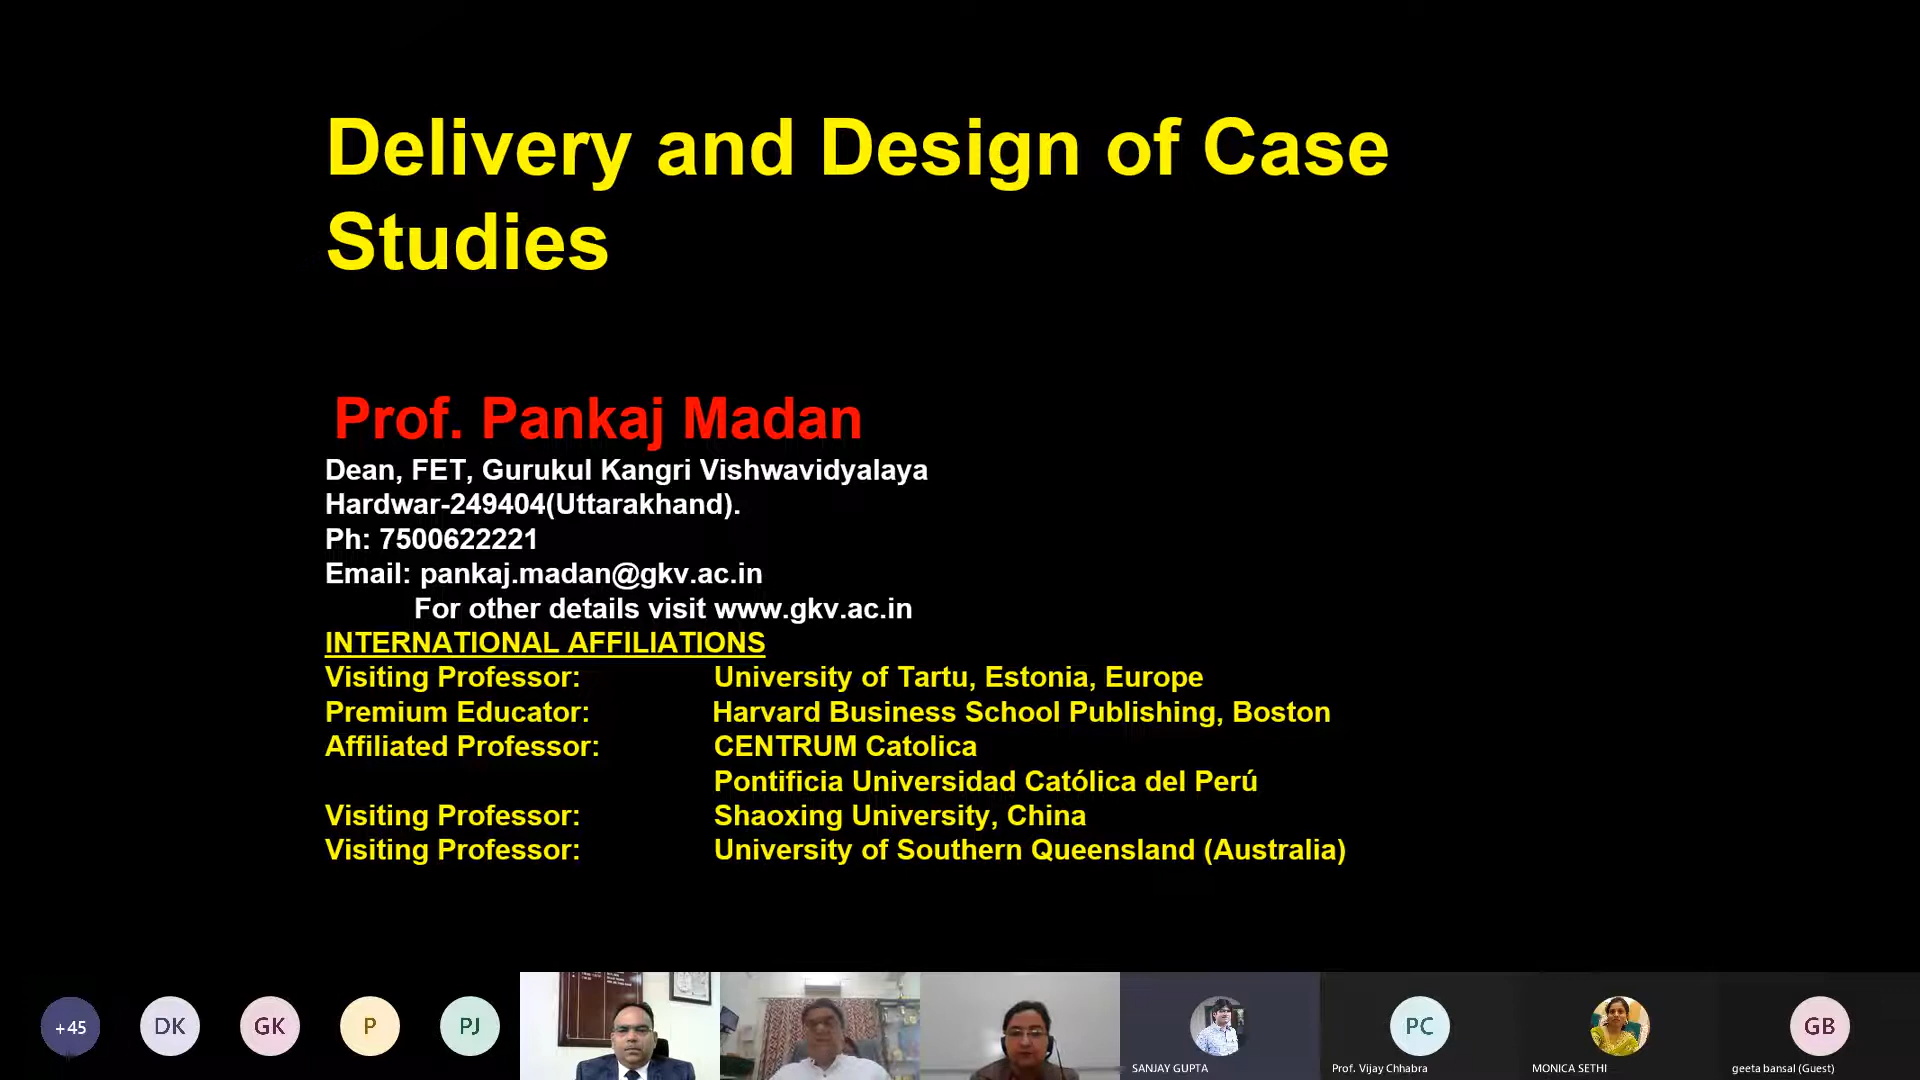 Delivery and Design of Case
Studies
Prof. Pankaj Madan
Dean, FET, Gurukul Kangri Vishwavidyalaya
Hardwar-249404(Uttarakhand).
Ph: 7500622221
Email: pankaj.madan@gkv.ac.in
For other details visit www.gkv.ac.in
INTERNATIONAL AFFILIATIONS
Visiting Professor: University of Tartu, Estonia, Europe
Premium Educator: Harvard Business School Publishing, Boston
Affiliated Professor: CENTRUM Catolica
Pontificia Universidad Católica del Perú
Visiting Professor: Shaoxing University, China
Visiting Professor: University of Southern Queensland (Australia)
+45 DK GK P PJ PC GB
SANJAY GUPTA Prof. Vijay Chhabra MONICA SETHI geeta bansal (Guest)